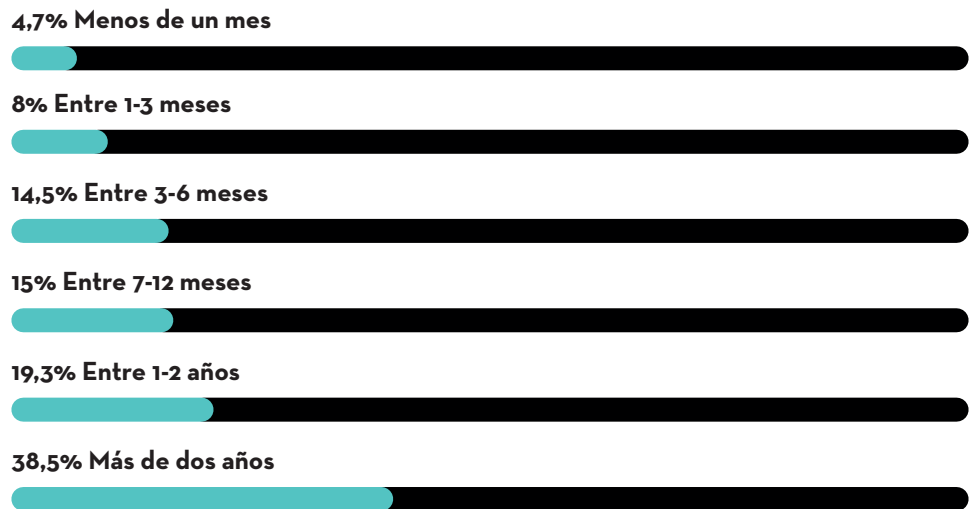 4,7% Menos de un mes
8% Entre 1-3 meses
14,5% Entre 3-6 meses
15% Entre 7-12 meses
19,3% Entre 1-2 años
38,5% Más de dos años